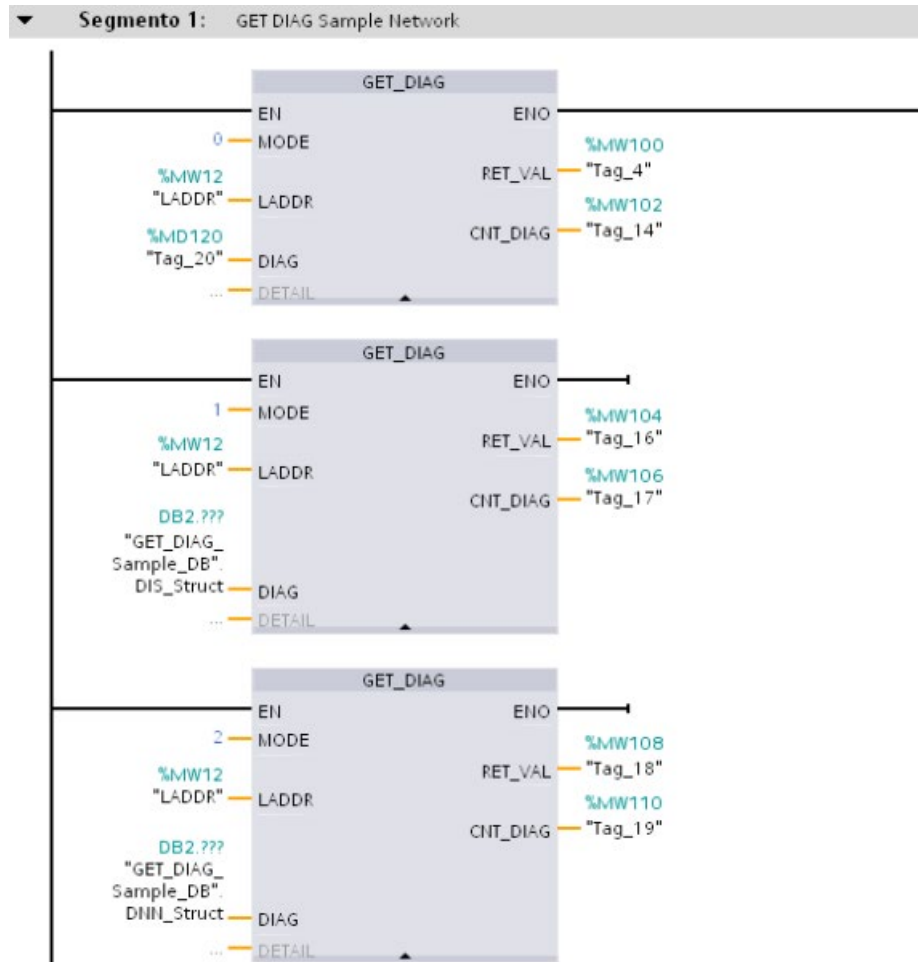 Segmento 1: GET DIAG Sample Network
GET_DIAG
EN ENO
0 MODE
%MW100
RET_VAL "Tag_4"
%MW12
"LADDR" LADDR
%MW102
CNT_DIAG "Tag_14"
%MD120
"Tag_20" DIAG
... DETAIL
GET_DIAG
EN ENO
1 MODE
%MW104
RET_VAL "Tag_16"
%MW12
"LADDR" LADDR
%MW106
CNT_DIAG "Tag_17"
DB2.???
"GET_DIAG_
Sample_DB".
DIS_Struct DIAG
... DETAIL
GET_DIAG
EN ENO
2 MODE
%MW108
RET_VAL "Tag_18"
%MW12
"LADDR" LADDR
%MW110
CNT_DIAG "Tag_19"
DB2.???
"GET_DIAG_
Sample_DB".
DNN_Struct DIAG
... DETAIL